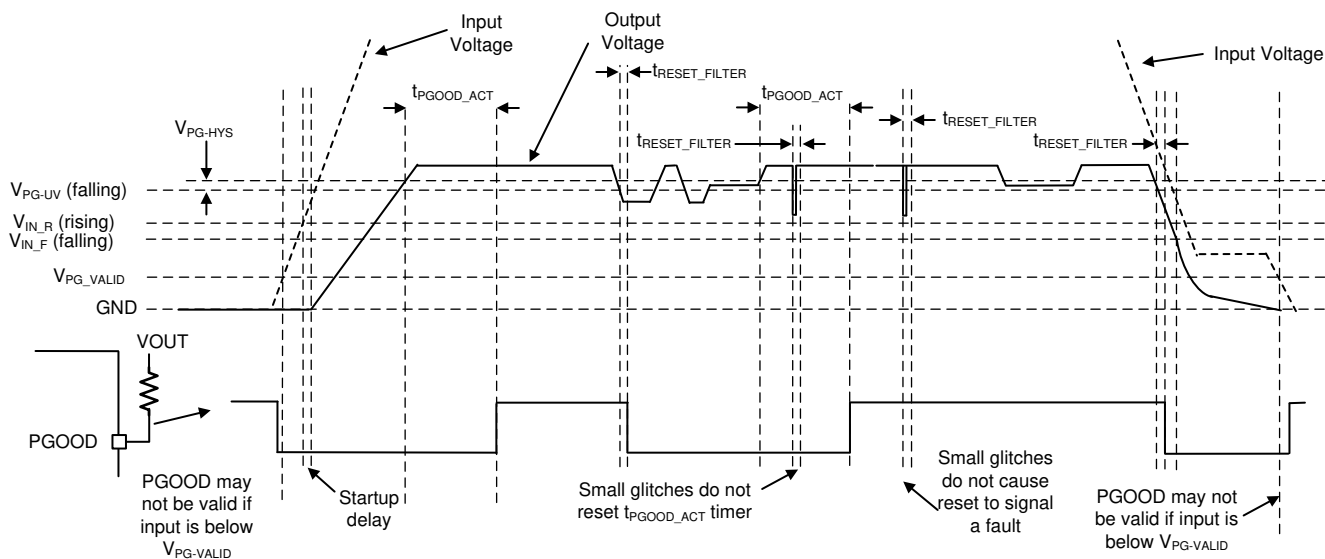 Input
Voltage
Output
Voltage
Input Voltage
tRESET_FILTER
tPGOOD_ACT
tPGOOD_ACT
tRESET_FILTER
tRESET_FILTER
tRESET_FILTER
VPG-HYS
VPG-UV (falling)
VIN_R (rising)
VIN_F (falling)
VPG_VALID
GND
VOUT
PGOOD
PGOOD may
not be valid if
input is below
VPG-VALID
Startup
delay
Small glitches do not
reset tPGOOD_ACT timer
Small glitches
do not cause
reset to signal
a fault
PGOOD may not
be valid if input is
below VPG-VALID